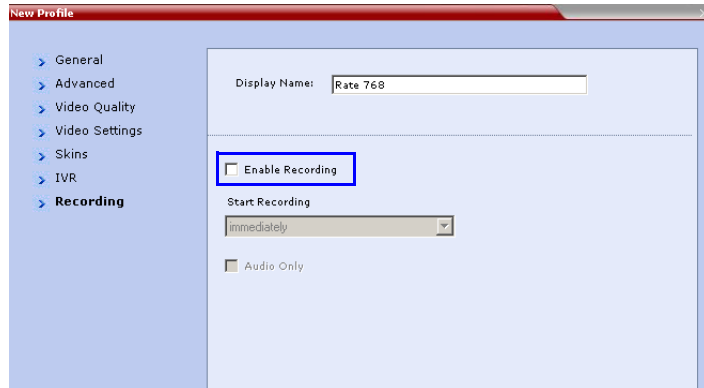 New Profile
General
Advanced
Video Quality
Video Settings
Skins
IVR
Recording
Display Name: Rate 768
Enable Recording
Start Recording
immediately
Audio Only